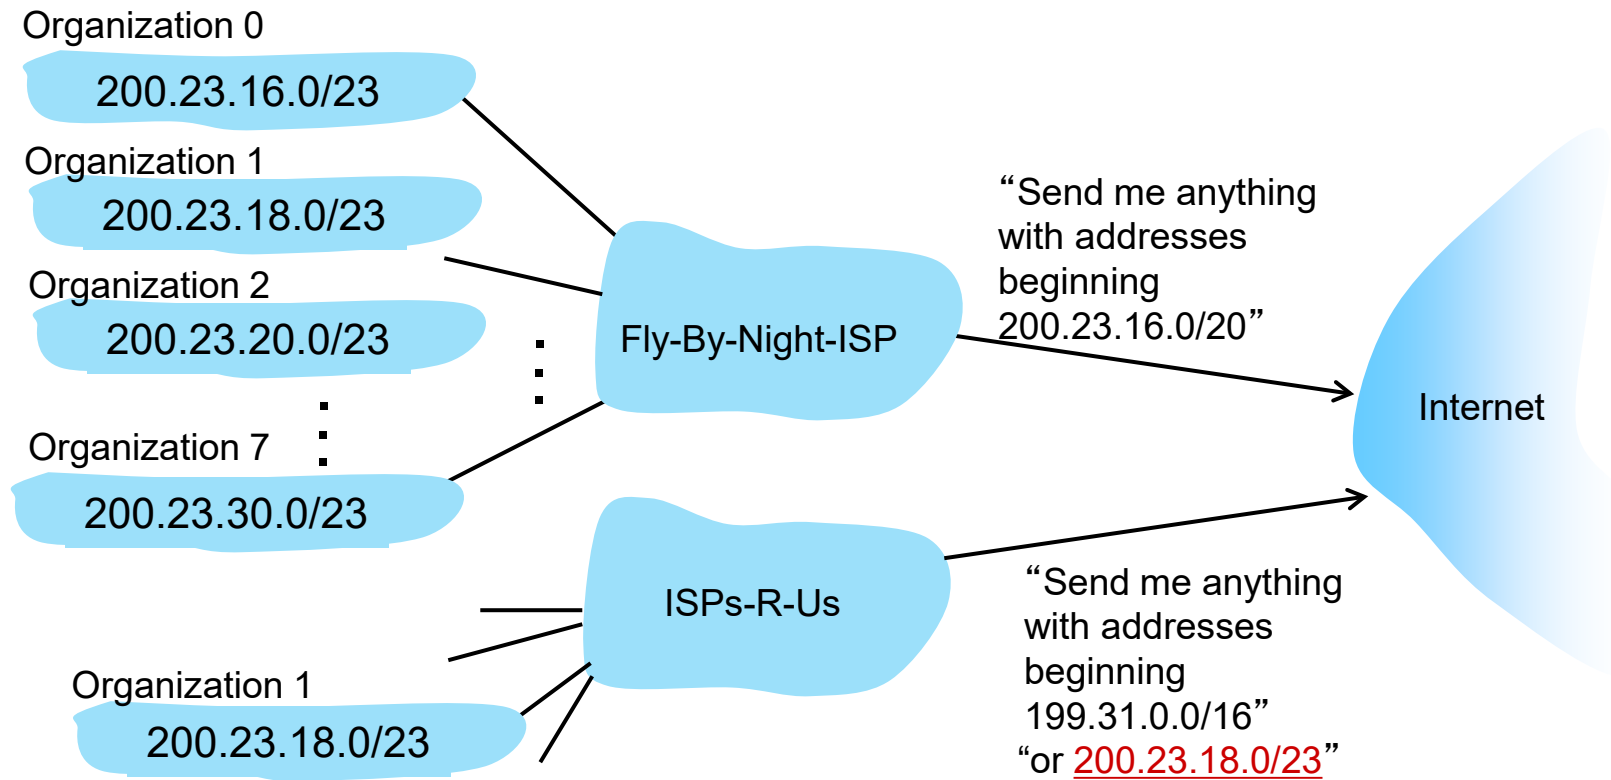 Organization 0
200.23.16.0/23
Organization 1
200.23.18.0/23
Organization 2
200.23.20.0/23
Organization 7
200.23.30.0/23
Fly-By-Night-ISP
“Send me anything
with addresses
beginning
200.23.16.0/20”
Internet
ISPs-R-Us
Organization 1
200.23.18.0/23
“Send me anything
with addresses
beginning
199.31.0.0/16”
“or 200.23.18.0/23”